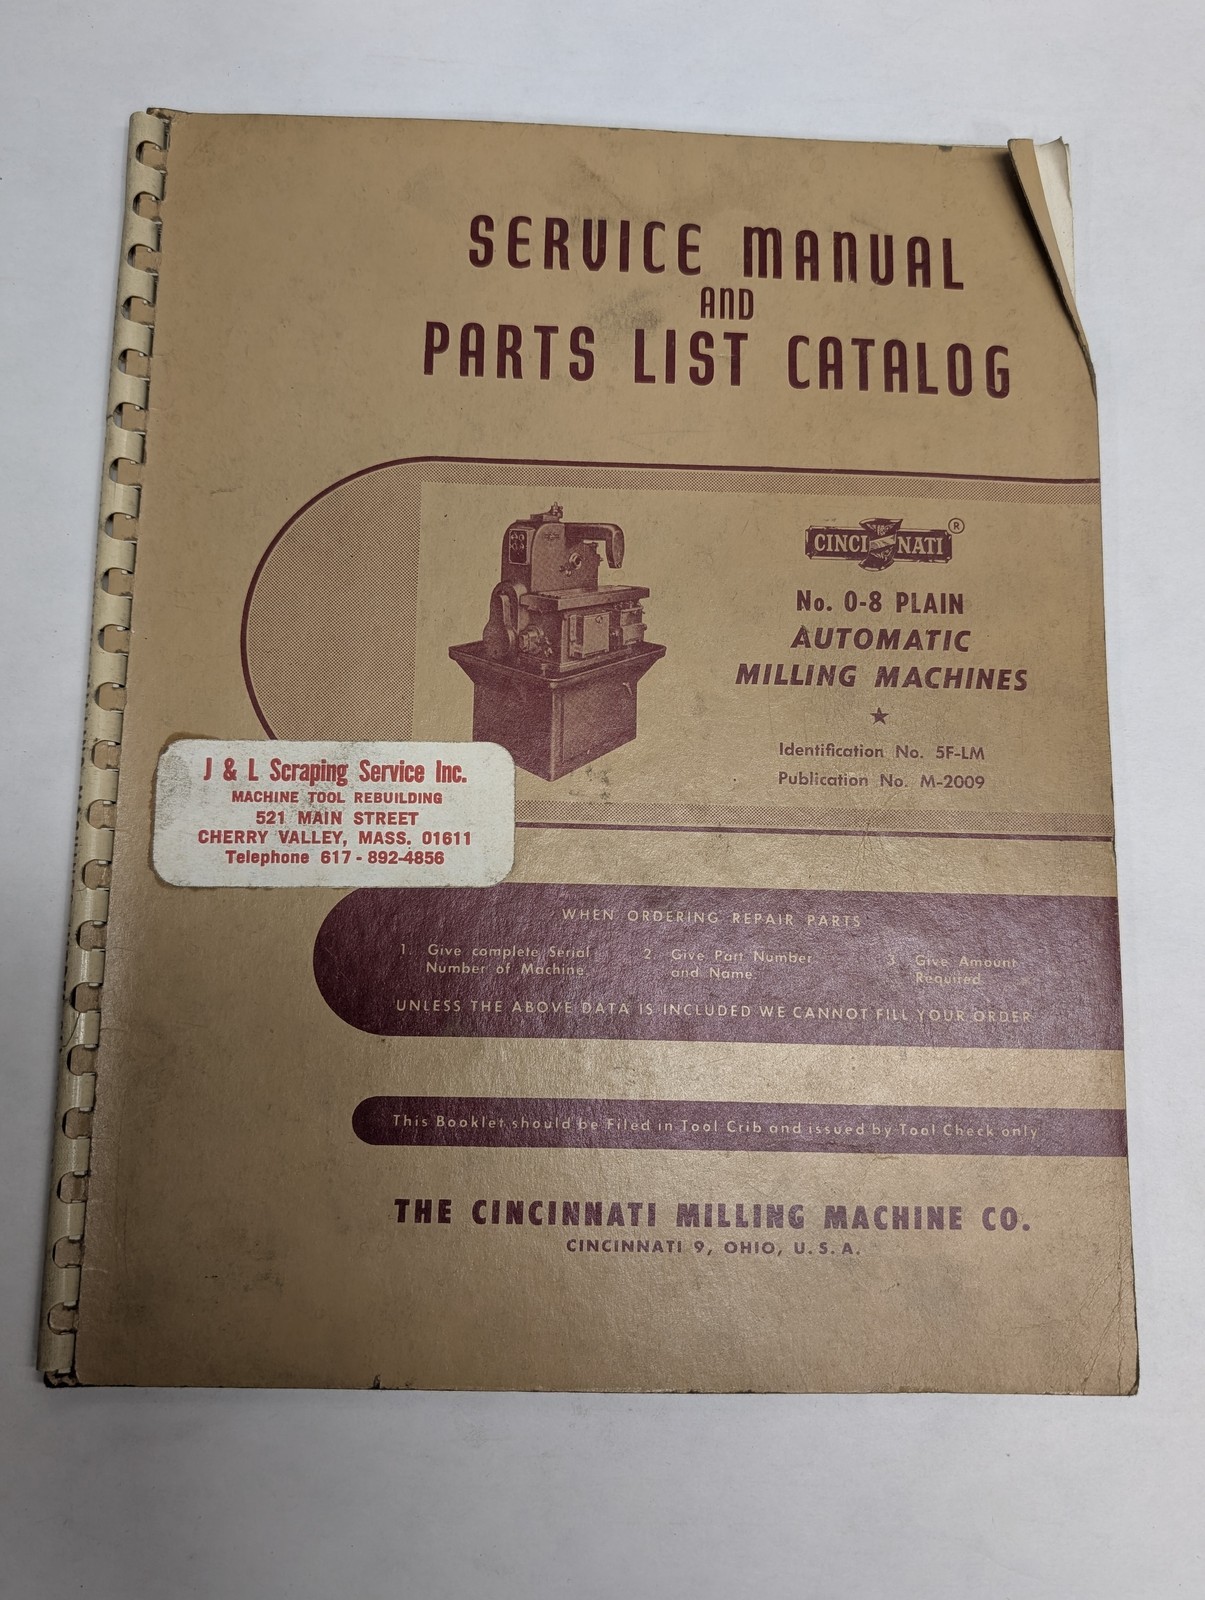 SERVICE MANUAL
AND
PARTS LIST CATALOG
CINCINNATI ®
No. 0-8 PLAIN
AUTOMATIC
MILLING MACHINES
Identification No. 5F-LM
Publication No. M-2009
J & L Scraping Service Inc.
MACHINE TOOL REBUILDING
521 MAIN STREET
CHERRY VALLEY, MASS. 01611
Telephone 617 - 892-4856
WHEN ORDERING REPAIR PARTS
1. Give complete Serial
Number of Machine.
2. Give Part Number
and Name.
3. Give Amount
Required.
UNLESS THE ABOVE DATA IS INCLUDED WE CANNOT FILL YOUR ORDER
This Booklet should be Filed in Tool Crib and issued by Tool Check only
THE CINCINNATI MILLING MACHINE CO.
CINCINNATI 9, OHIO, U.S.A.